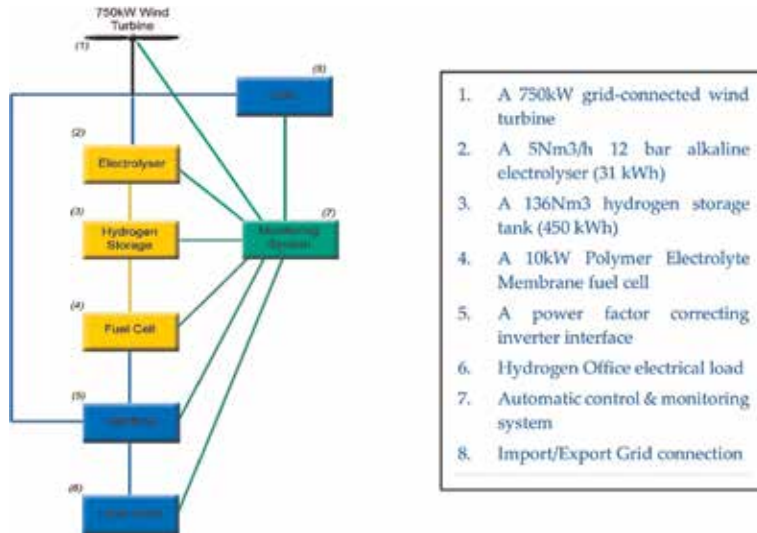 750kW Wind
Turbine
(1)
(8)
(2)
Electrolyser
(3)
(7)
Hydrogen
Storage
Monitoring
System
(4)
Fuel Cell
(5)
(6)
1. A 750kW grid-connected wind
turbine
2. A 5Nm3/h 12 bar alkaline
electrolyser (31 kWh)
3. A 136Nm3 hydrogen storage
tank (450 kWh)
4. A 10kW Polymer Electrolyte
Membrane fuel cell
5. A power factor correcting
inverter interface
6. Hydrogen Office electrical load
7. Automatic control & monitoring
system
8. Import/Export Grid connection